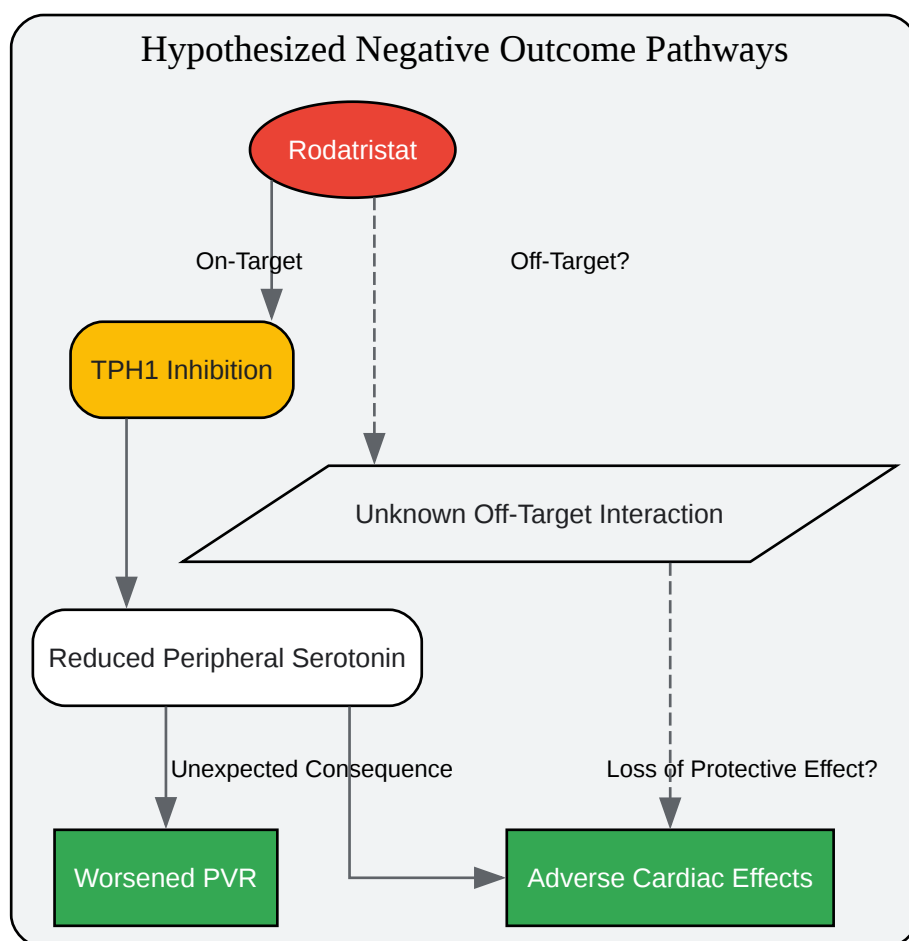 Hypothesized Negative Outcome Pathways
Rodatristat
On-Target
Off-Target?
TPH1 Inhibition
Unknown Off-Target Interaction
Reduced Peripheral Serotonin
Unexpected Consequence
Loss of Protective Effect?
Worsened PVR
Adverse Cardiac Effects